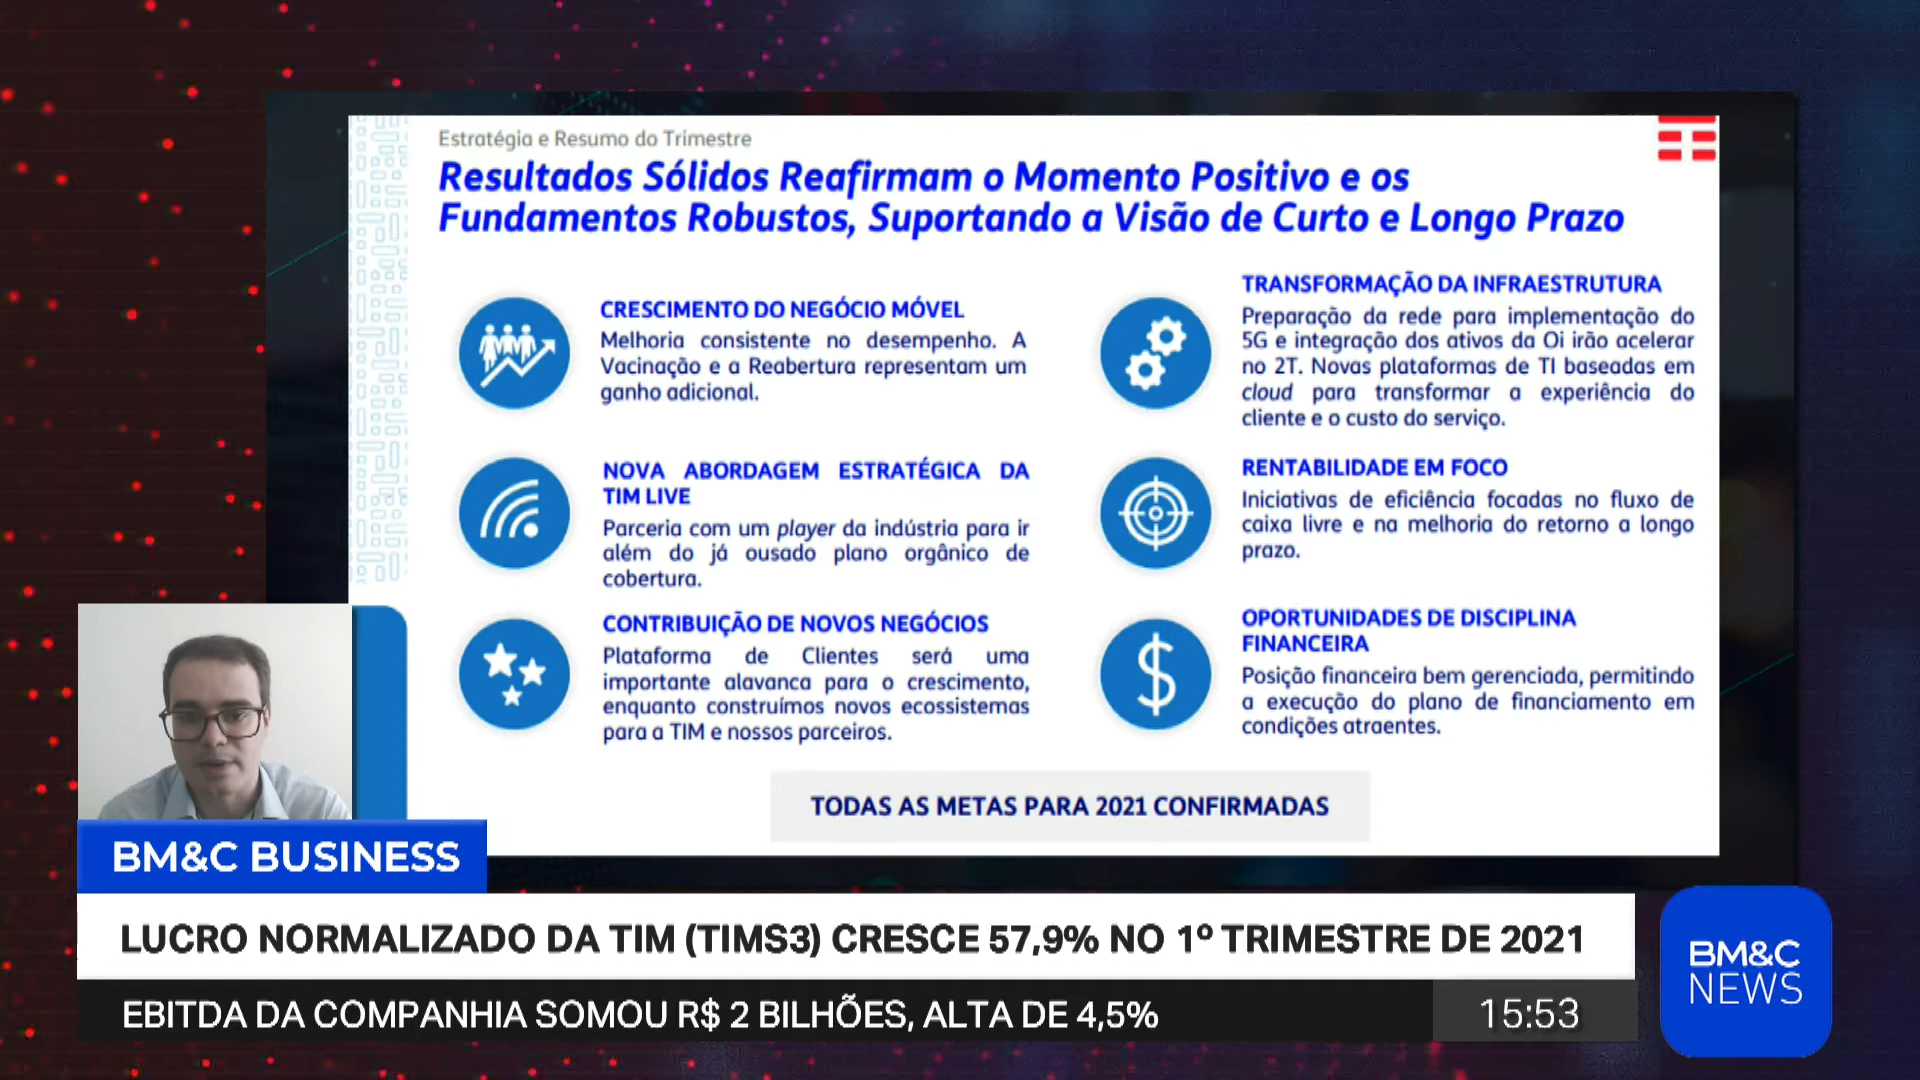 Estratégia e Resumo do Trimestre
Resultados Sólidos Reafirmam o Momento Positivo e os
Fundamentos Robustos, Suportando a Visão de Curto e Longo Prazo
CRESCIMENTO DO NEGÓCIO MÓVEL
Melhoria consistente no desempenho. A
Vacinação e a Reabertura representam um
ganho adicional.
NOVA ABORDAGEM ESTRATÉGICA DA
TIM LIVE
Parceria com um player da indústria para ir
além do já ousado plano orgânico de
cobertura.
CONTRIBUIÇÃO DE NOVOS NEGÓCIOS
Plataforma de Clientes será uma
importante alavanca para o crescimento,
enquanto construímos novos ecossistemas
para a TIM e nossos parceiros.
TRANSFORMAÇÃO DA INFRAESTRUTURA
Preparação da rede para implementação do
5G e integração dos ativos da Oi irão acelerar
no 2T. Novas plataformas de TI baseadas em
cloud para transformar a experiência do
cliente e o custo do serviço.
RENTABILIDADE EM FOCO
Iniciativas de eficiência focadas no fluxo de
caixa livre e na melhoria do retorno a longo
prazo.
OPORTUNIDADES DE DISCIPLINA
FINANCEIRA
Posição financeira bem gerenciada, permitindo
a execução do plano de financiamento em
condições atraentes.
TODAS AS METAS PARA 2021 CONFIRMADAS
BM&C BUSINESS
LUCRO NORMALIZADO DA TIM (TIMS3) CRESCE 57,9% NO 1º TRIMESTRE DE 2021
EBITDA DA COMPANHIA SOMOU R$ 2 BILHÕES, ALTA DE 4,5%
15:53
BM&C
NEWS